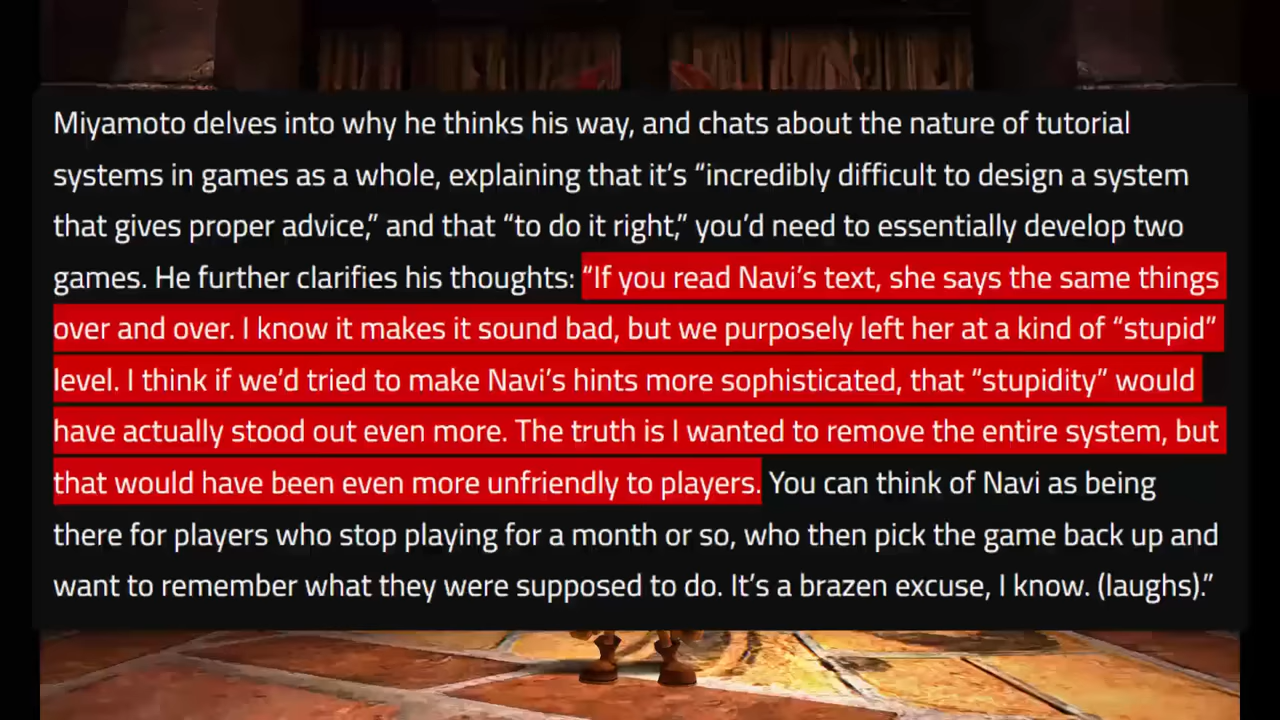 Miyamoto delves into why he thinks his way, and chats about the nature of tutorial
systems in games as a whole, explaining that it’s “incredibly difficult to design a system
that gives proper advice,” and that “to do it right,” you’d need to essentially develop two
games. He further clarifies his thoughts: “If you read Navi’s text, she says the same things
over and over. I know it makes it sound bad, but we purposely left her at a kind of “stupid”
level. I think if we’d tried to make Navi’s hints more sophisticated, that “stupidity” would
have actually stood out even more. The truth is I wanted to remove the entire system, but
that would have been even more unfriendly to players. You can think of Navi as being
there for players who stop playing for a month or so, who then pick the game back up and
want to remember what they were supposed to do. It’s a brazen excuse, I know. (laughs).”